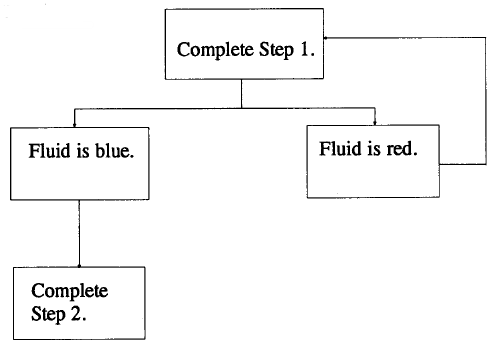 Complete Step 1.
Fluid is blue.
Fluid is red.
Complete
Step 2.